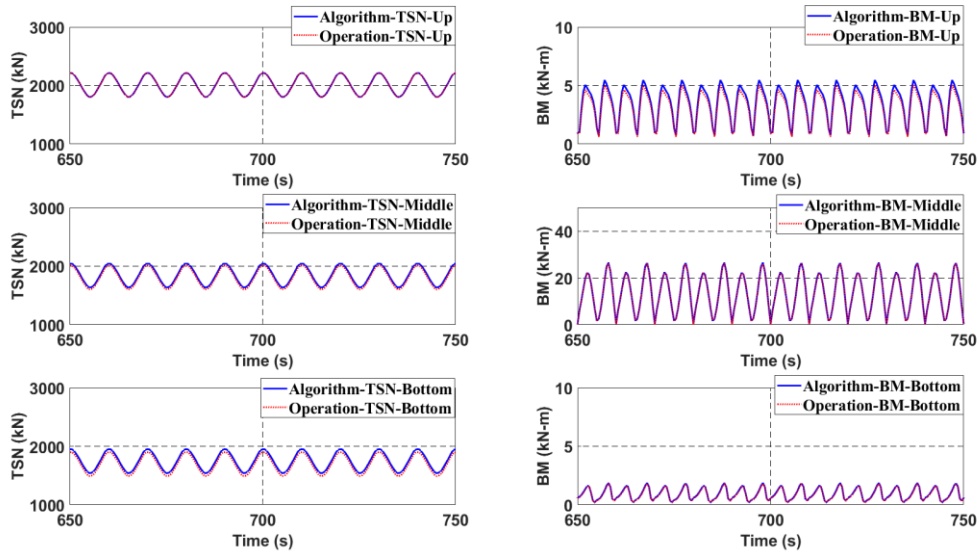 Algorithm-TSN-Up
Operation-TSN-Up
3000
2000
1000
TSN (kN)
650
700
750
Time (s)
Algorithm-BM-Up
Operation-BM-Up
10
5
0
BM (kN-m)
650
700
750
Time (s)
Algorithm-TSN-Middle
Operation-TSN-Middle
3000
2000
1000
TSN (kN)
650
700
750
Time (s)
Algorithm-BM-Middle
Operation-BM-Middle
40
20
0
BM (kN-m)
650
700
750
Time (s)
Algorithm-TSN-Bottom
Operation-TSN-Bottom
3000
2000
1000
TSN (kN)
650
700
750
Time (s)
Algorithm-BM-Bottom
Operation-BM-Bottom
10
5
0
BM (kN-m)
650
700
750
Time (s)